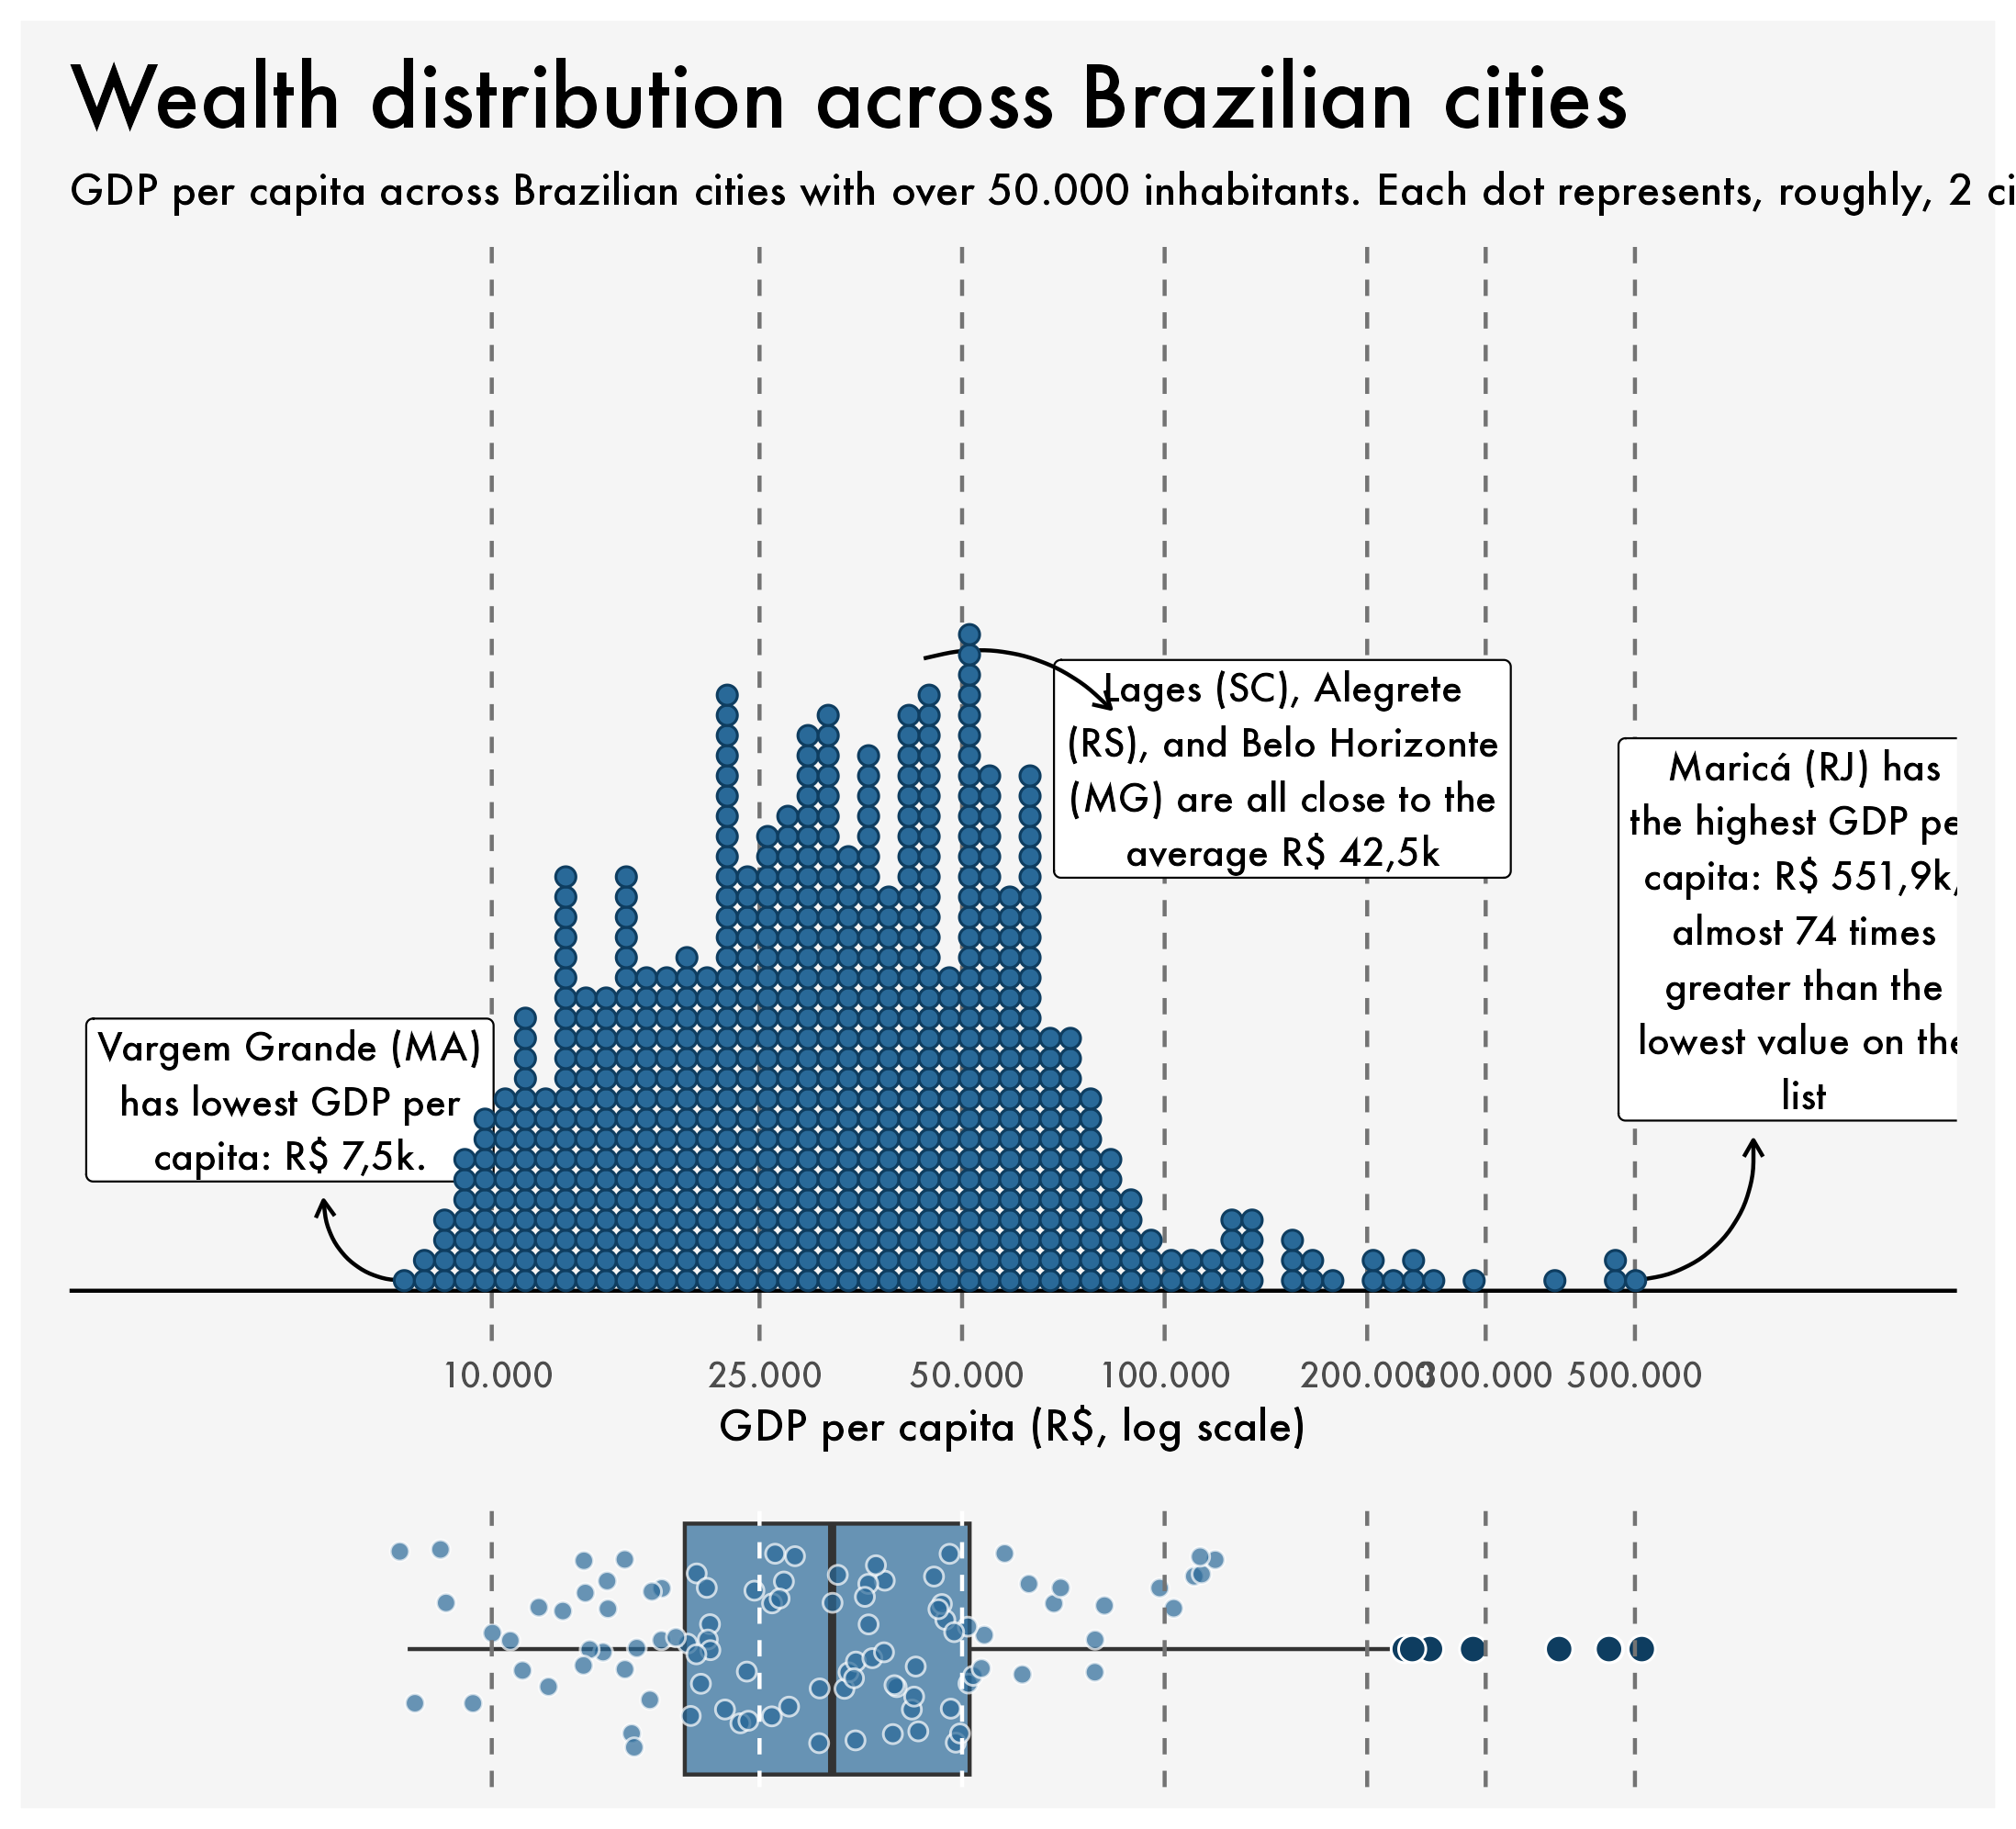 Wealth distribution across Brazilian cities
GDP per capita across Brazilian cities with over 50.000 inhabitants. Each dot represents, roughly, 2 ci
Lages (SC), Alegrete
(RS), and Belo Horizonte
(MG) are all close to the
average R$ 42,5k
Maricá (RJ) has
the highest GDP pe
capita: R$ 551,9k,
almost 74 times
greater than the
lowest value on the
list
Vargem Grande (MA)
has lowest GDP per
capita: R$ 7,5k.
10.000 25.000 50.000 100.000 200.000 300.000 500.000
GDP per capita (R$, log scale)